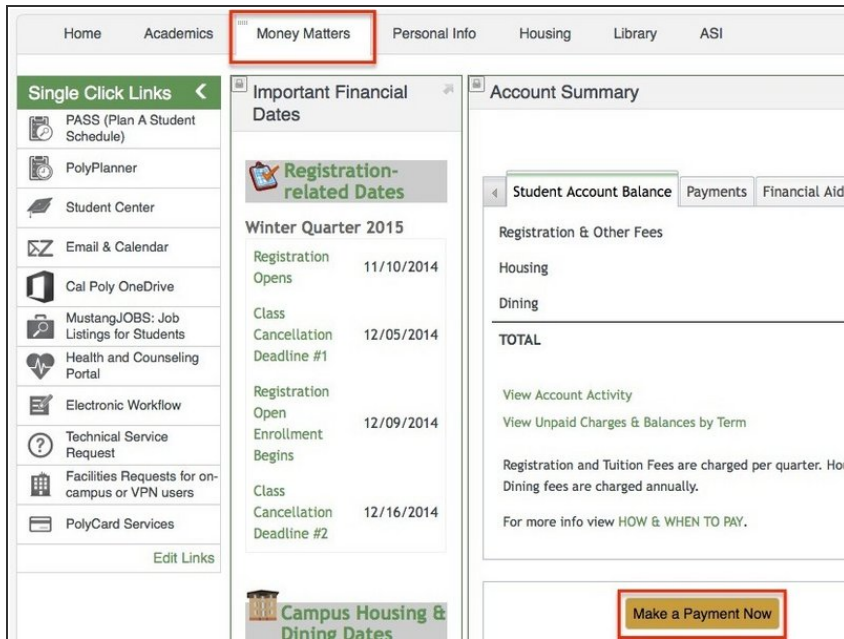 Home Academics Money Matters Personal Info Housing Library ASI
Single Click Links
PASS (Plan A Student
Schedule)
PolyPlanner
Student Center
Email & Calendar
Cal Poly OneDrive
MustangJOBS: Job
Listings for Students
Health and Counseling
Portal
Electronic Workflow
Technical Service
Request
Facilities Requests for on-
campus or VPN users
PolyCard Services
Edit Links
Important Financial
Dates
Registration-
related Dates
Winter Quarter 2015
Registration
Opens
11/10/2014
Class
Cancellation
Deadline #1
12/05/2014
Registration
Open
Enrollment
Begins
12/09/2014
Class
Cancellation
Deadline #2
12/16/2014
Campus Housing &
Dining Dates
Account Summary
Student Account Balance Payments Financial Aid
Registration & Other Fees
Housing
Dining
TOTAL
View Account Activity
View Unpaid Charges & Balances by Term
Registration and Tuition Fees are charged per quarter.
Dining fees are charged annually.
For more info view HOW & WHEN TO PAY.
Make a Payment Now